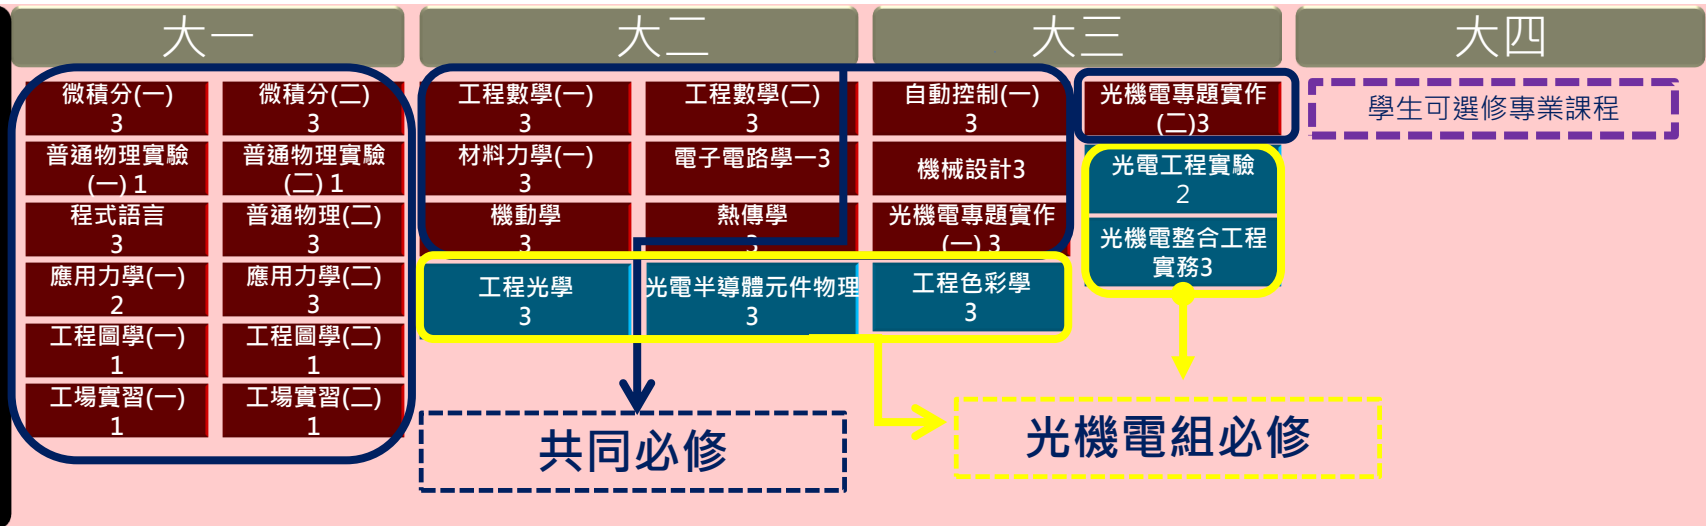 大一
大二
大三
大四
微積分(一)
3
微積分(二)
3
工程數學(一)
3
工程數學(二)
3
自動控制(一)
3
光機電專題實作
(二)3
學生可選修專業課程
普通物理實驗
(一) 1
普通物理實驗
(二) 1
材料力學(一)
3
電子電路學一3
機械設計3
光電工程實驗
2
程式語言
3
普通物理(二)
3
機動學
3
熱傳學
3
光機電專題實作
(一) 3
光機電整合工程
實務3
應用力學(一)
2
應用力學(二)
3
工程光學
3
光電半導體元件物理
3
工程色彩學
3
工程圖學(一)
1
工程圖學(二)
1
工場實習(一)
1
工場實習(二)
1
共同必修
光機電組必修